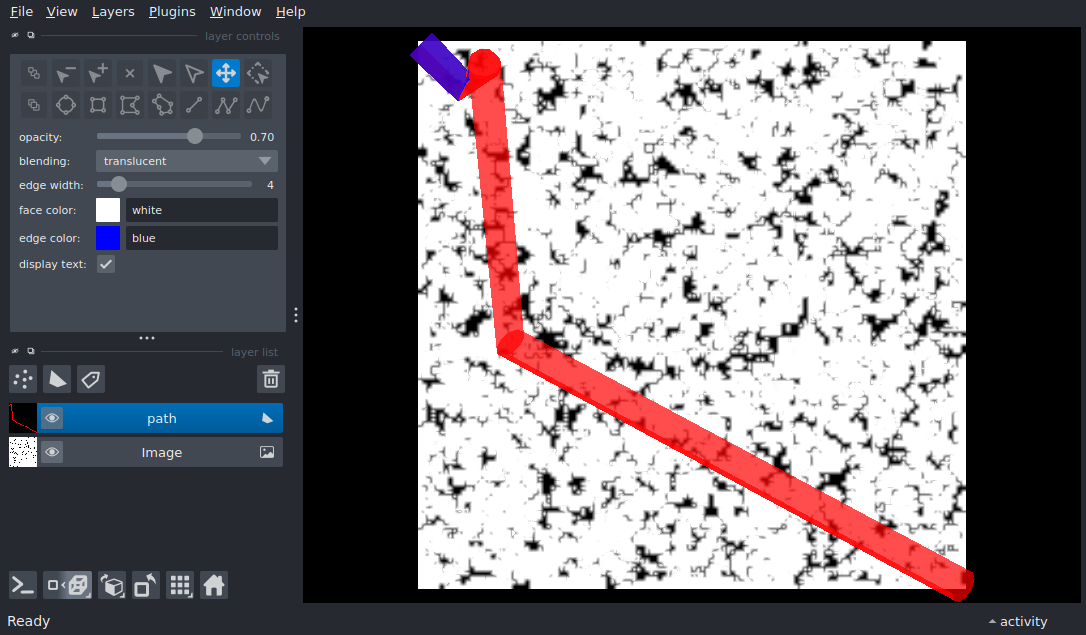 File View Layers Plugins Window Help
layer controls
opacity: 0.70
blending: translucent
edge width: 4
face color: white
edge color: blue
display text:
layer list
path
Image
Ready
activity